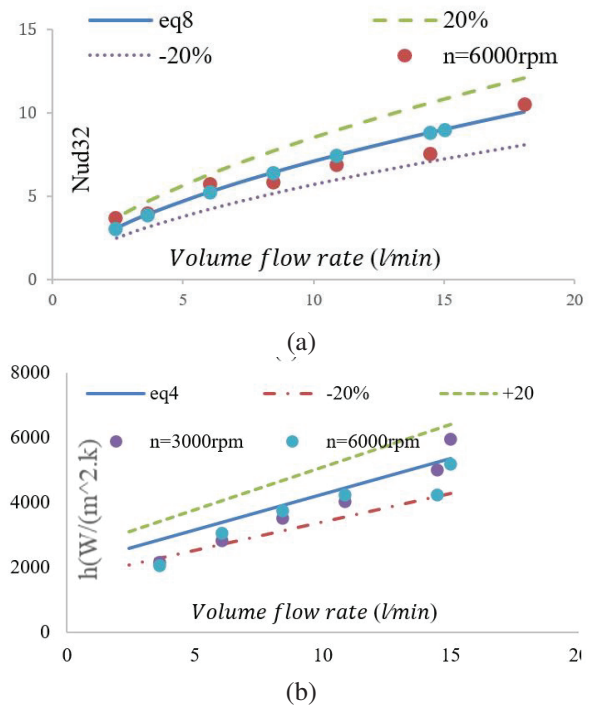 eq8 20%
-20% n=6000rpm
15
10
5
0
Nud32
Volume flow rate (l/min)
0 5 10 15 20
(a)
8000
6000
4000
2000
0
eq4 -20% +20
n=3000rpm n=6000rpm
h(W/(m^2.k)
Volume flow rate (l/min)
0 5 10 15
(b)